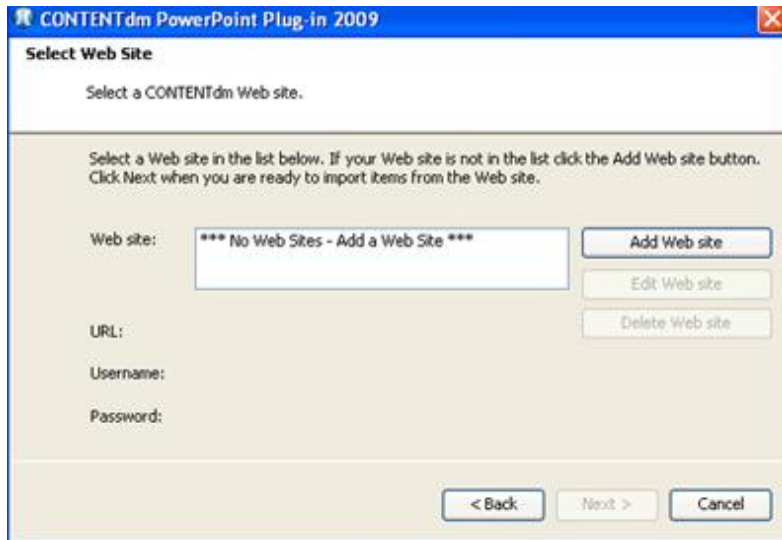 CONTENTdm PowerPoint Plug-in 2009
Select Web Site
Select a CONTENTdm Web site.
Select a Web site in the list below. If your Web site is not in the list click the Add Web site button.
Click Next when you are ready to import items from the Web site.
Web site:
*** No Web Sites - Add a Web Site ***
Add Web site
Edit Web site
Delete Web site
URL:
Username:
Password:
< Back
Next >
Cancel